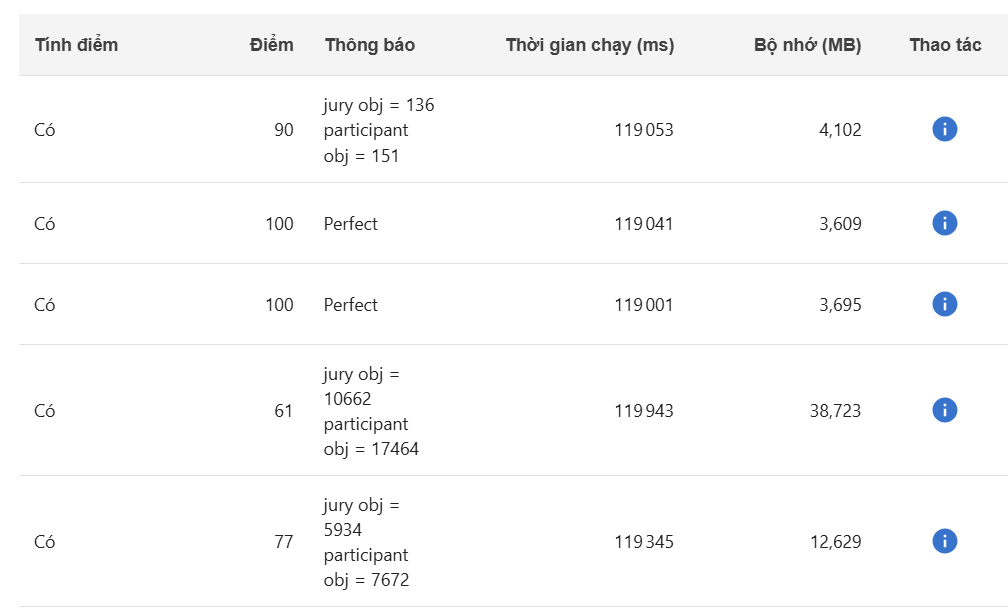 Tính điểm Điểm Thông báo Thời gian chạy (ms) Bộ nhớ (MB) Thao tác
Có 90 jury obj = 136
participant
obj = 151 119 053 4,102
Có 100 Perfect 119 041 3,609
Có 100 Perfect 119 001 3,695
Có 61 jury obj =
10662
participant
obj = 17464 119 943 38,723
Có 77 jury obj =
5934
participant
obj = 7672 119 345 12,629